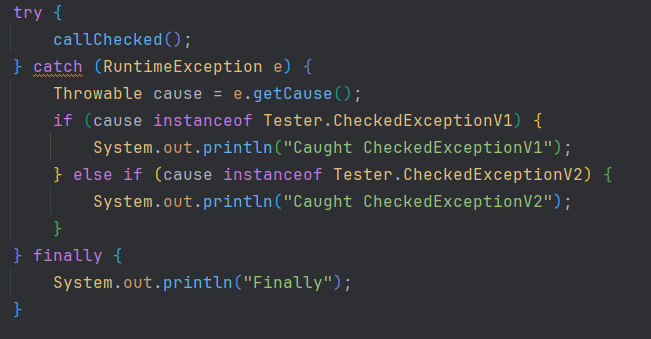 try {
    callChecked();
} catch (RuntimeException e) {
    Throwable cause = e.getCause();
    if (cause instanceof Tester.CheckedExceptionV1) {
        System.out.println("Caught CheckedExceptionV1");
    } else if (cause instanceof Tester.CheckedExceptionV2) {
        System.out.println("Caught CheckedExceptionV2");
    }
} finally {
    System.out.println("Finally");
}